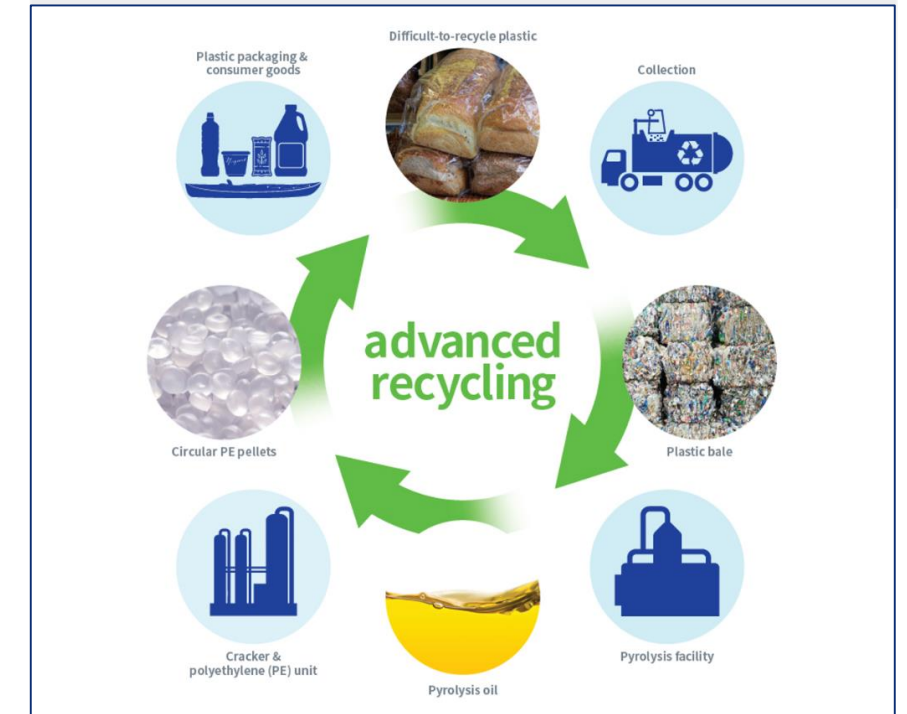 Difficult-to-recycle plastic
Plastic packaging &
consumer goods
Collection
advanced
recycling
Circular PE pellets
Plastic bale
Cracker &
polyethylene (PE) unit
Pyrolysis facility
Pyrolysis oil